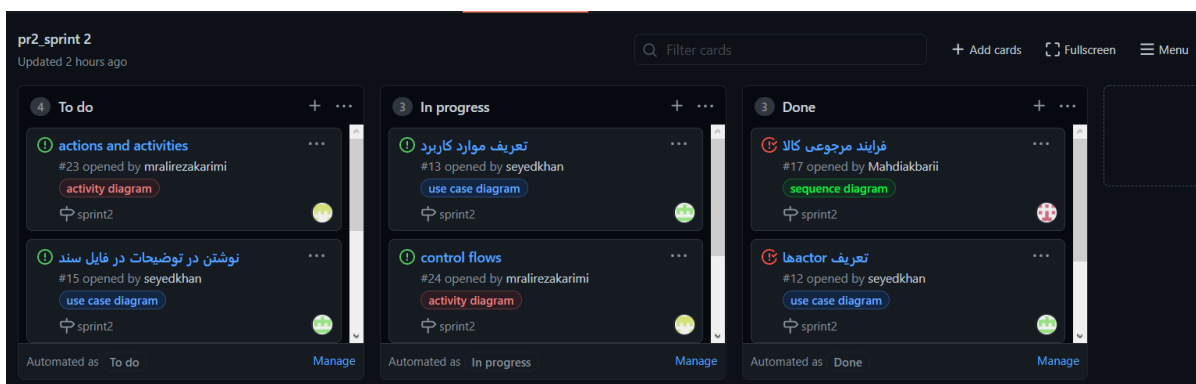 pr2_sprint 2
Updated 2 hours ago
Filter cards
+ Add cards
Fullscreen
Menu
4 To do
actions and activities
#23 opened by mralirezakarimi
activity diagram
sprint2
نوشتن در توضیحات در فایل سند
#15 opened by seyedkhan
use case diagram
sprint2
Automated as To do
Manage
3 In progress
تعریف موارد کاربرد
#13 opened by seyedkhan
use case diagram
sprint2
control flows
#24 opened by mralirezakarimi
activity diagram
sprint2
Automated as In progress
Manage
3 Done
فرایند مرجوعی کالا
#17 opened by Mahdiakbarii
sequence diagram
sprint2
تعریف actorها
#12 opened by seyedkhan
use case diagram
sprint2
Automated as Done
Manage